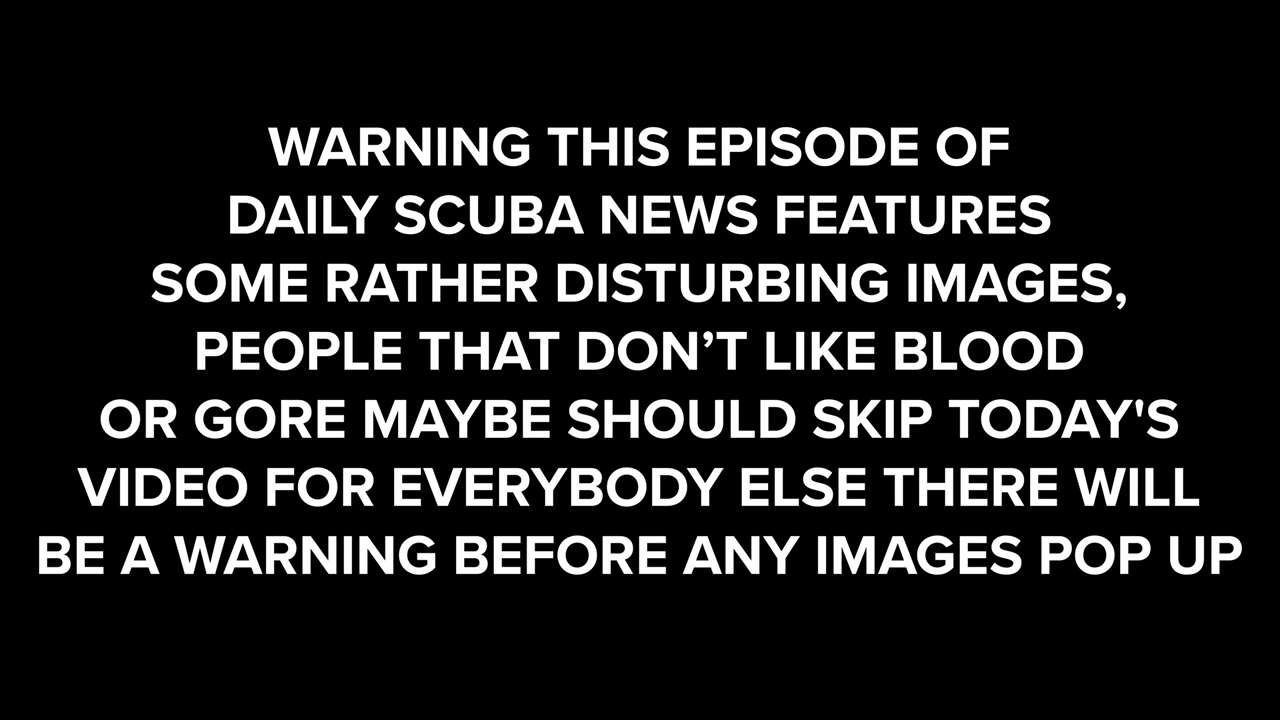 WARNING THIS EPISODE OF
DAILY SCUBA NEWS FEATURES
SOME RATHER DISTURBING IMAGES,
PEOPLE THAT DON’T LIKE BLOOD
OR GORE MAYBE SHOULD SKIP TODAY'S
VIDEO FOR EVERYBODY ELSE THERE WILL
BE A WARNING BEFORE ANY IMAGES POP UP